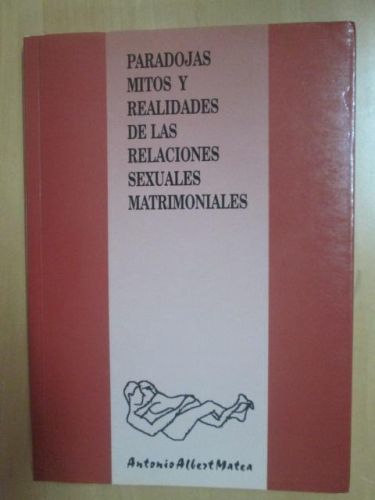 PARADOJAS
MITOS Y
REALIDADES
DE LAS
RELACIONES
SEXUALES
MATRIMONIALES
Antonio Albert Matea